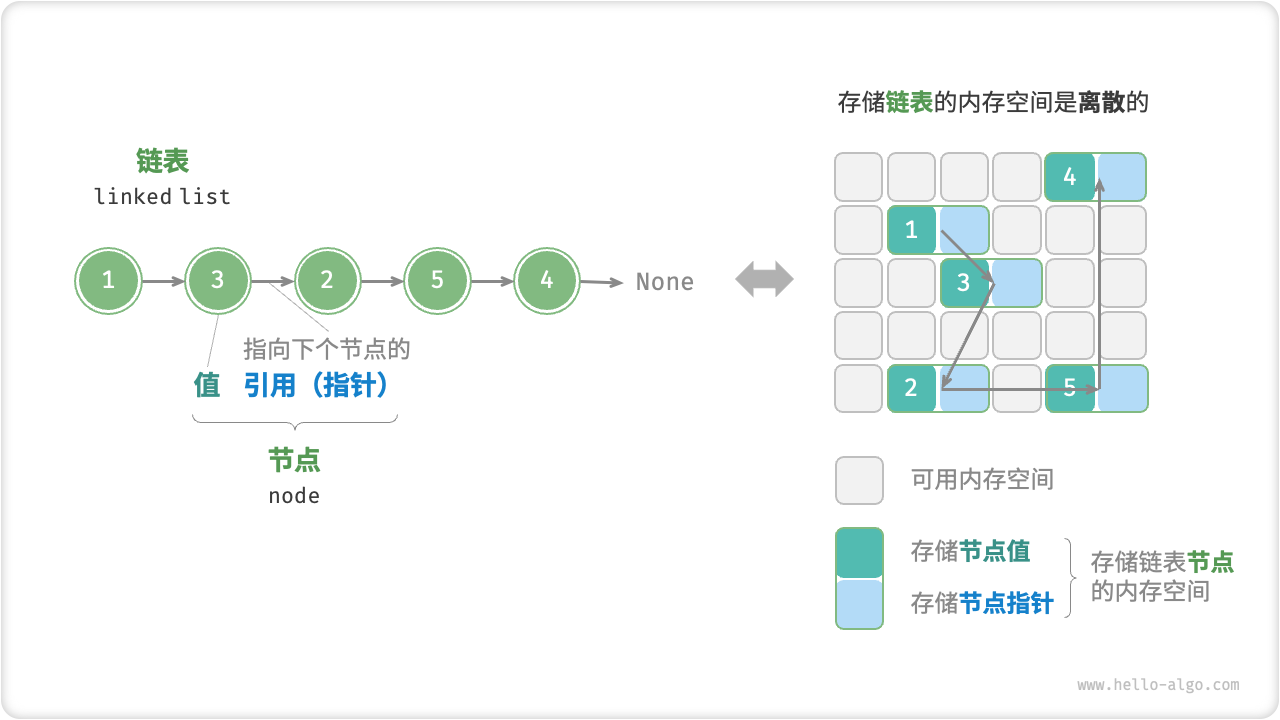 链表
linked list
1 3 2 5 4 None
指向下个节点的
值 引用（指针）
节点
node
存储链表的内存空间是离散的
4
1
3
2 5
可用内存空间
存储节点值
存储节点指针
存储链表节点
的内存空间
www.hello-algo.com